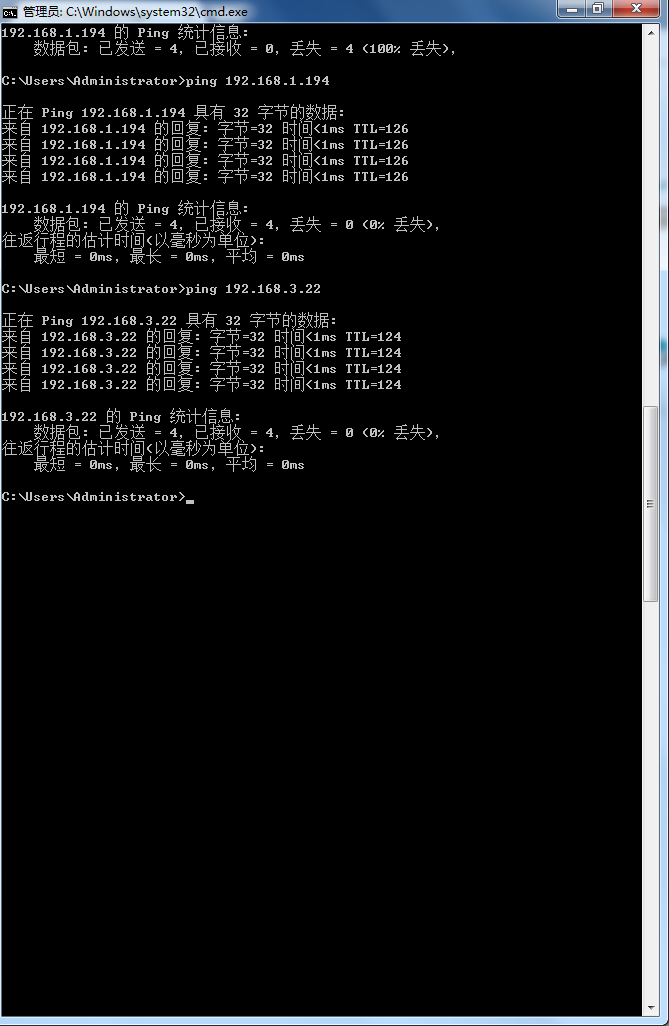 管理员: C:\Windows\system32\cmd.exe
192.168.1.194 的 Ping 统计信息:
数据包: 已发送 = 4, 已接收 = 0, 丢失 = 4 (100% 丢失),
C:\Users\Administrator>ping 192.168.1.194
正在 Ping 192.168.1.194 具有 32 字节的数据:
来自 192.168.1.194 的回复: 字节=32 时间<1ms TTL=126
来自 192.168.1.194 的回复: 字节=32 时间<1ms TTL=126
来自 192.168.1.194 的回复: 字节=32 时间<1ms TTL=126
来自 192.168.1.194 的回复: 字节=32 时间<1ms TTL=126
192.168.1.194 的 Ping 统计信息:
数据包: 已发送 = 4, 已接收 = 4, 丢失 = 0 (0% 丢失),
往返行程的估计时间(以毫秒为单位):
最短 = 0ms, 最长 = 0ms, 平均 = 0ms
C:\Users\Administrator>ping 192.168.3.22
正在 Ping 192.168.3.22 具有 32 字节的数据:
来自 192.168.3.22 的回复: 字节=32 时间<1ms TTL=124
来自 192.168.3.22 的回复: 字节=32 时间<1ms TTL=124
来自 192.168.3.22 的回复: 字节=32 时间<1ms TTL=124
来自 192.168.3.22 的回复: 字节=32 时间<1ms TTL=124
192.168.3.22 的 Ping 统计信息:
数据包: 已发送 = 4, 已接收 = 4, 丢失 = 0 (0% 丢失),
往返行程的估计时间(以毫秒为单位):
最短 = 0ms, 最长 = 0ms, 平均 = 0ms
C:\Users\Administrator>